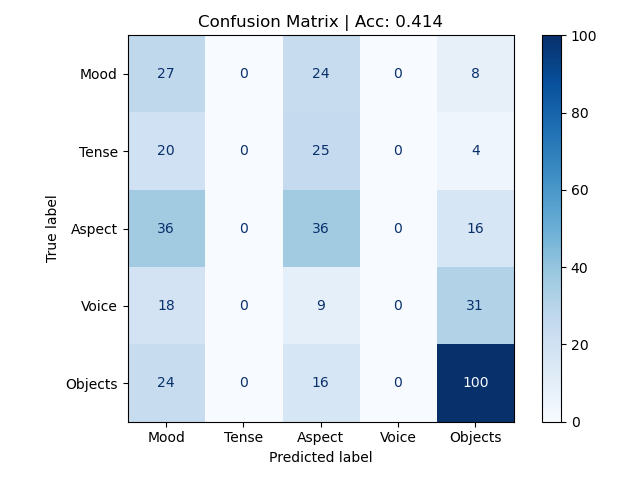 Confusion Matrix | Acc: 0.414
True label
Mood 27 0 24 0 8
Tense 20 0 25 0 4
Aspect 36 0 36 0 16
Voice 18 0 9 0 31
Objects 24 0 16 0 100
Mood Tense Aspect Voice Objects
Predicted label
100
80
60
40
20
0